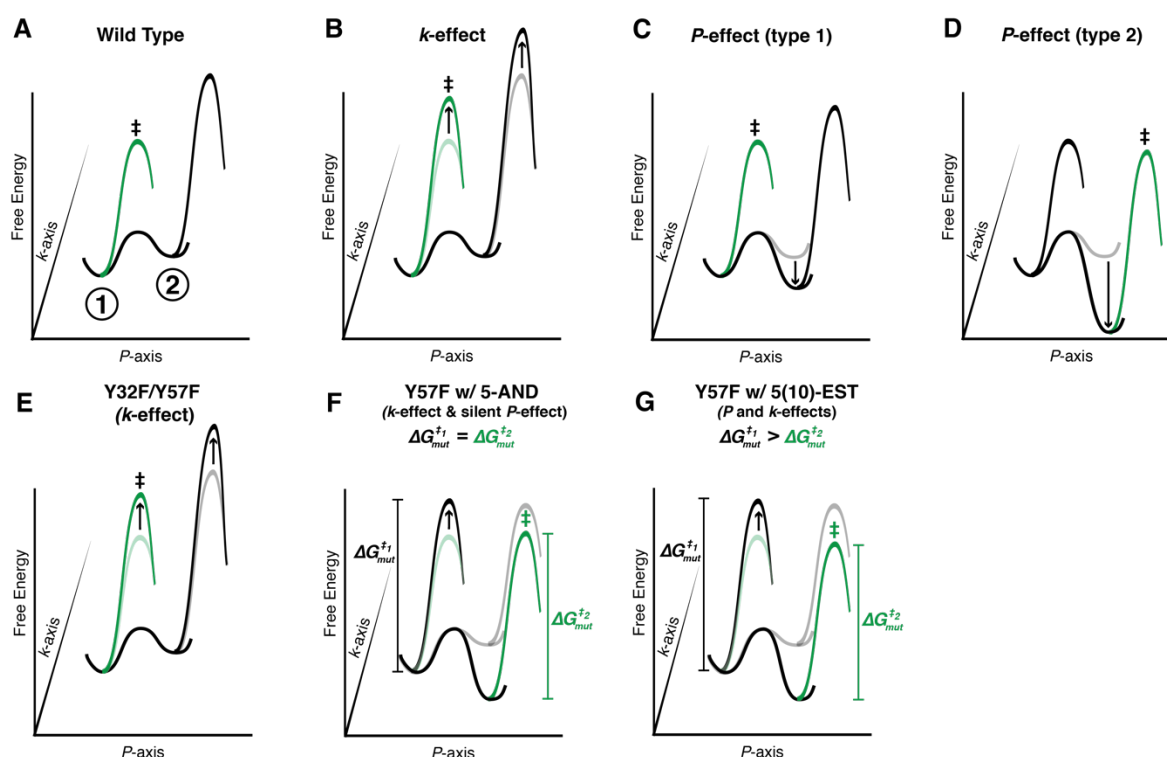 A
Wild Type
Free Energy
k-axis
‡
1
2
P-axis
B
k-effect
Free Energy
k-axis
‡
P-axis
C
P-effect (type 1)
Free Energy
k-axis
‡
P-axis
D
P-effect (type 2)
Free Energy
k-axis
‡
P-axis
E
Y32F/Y57F
(k-effect)
Free Energy
k-axis
‡
P-axis
F
Y57F w/ 5-AND
(k-effect & silent P-effect)
ΔG‡1mut = ΔG‡2mut
Free Energy
k-axis
ΔG‡1mut
‡
ΔG‡2mut
P-axis
G
Y57F w/ 5(10)-EST
(P and k-effects)
ΔG‡1mut > ΔG‡2mut
Free Energy
k-axis
ΔG‡1mut
‡
ΔG‡2mut
P-axis